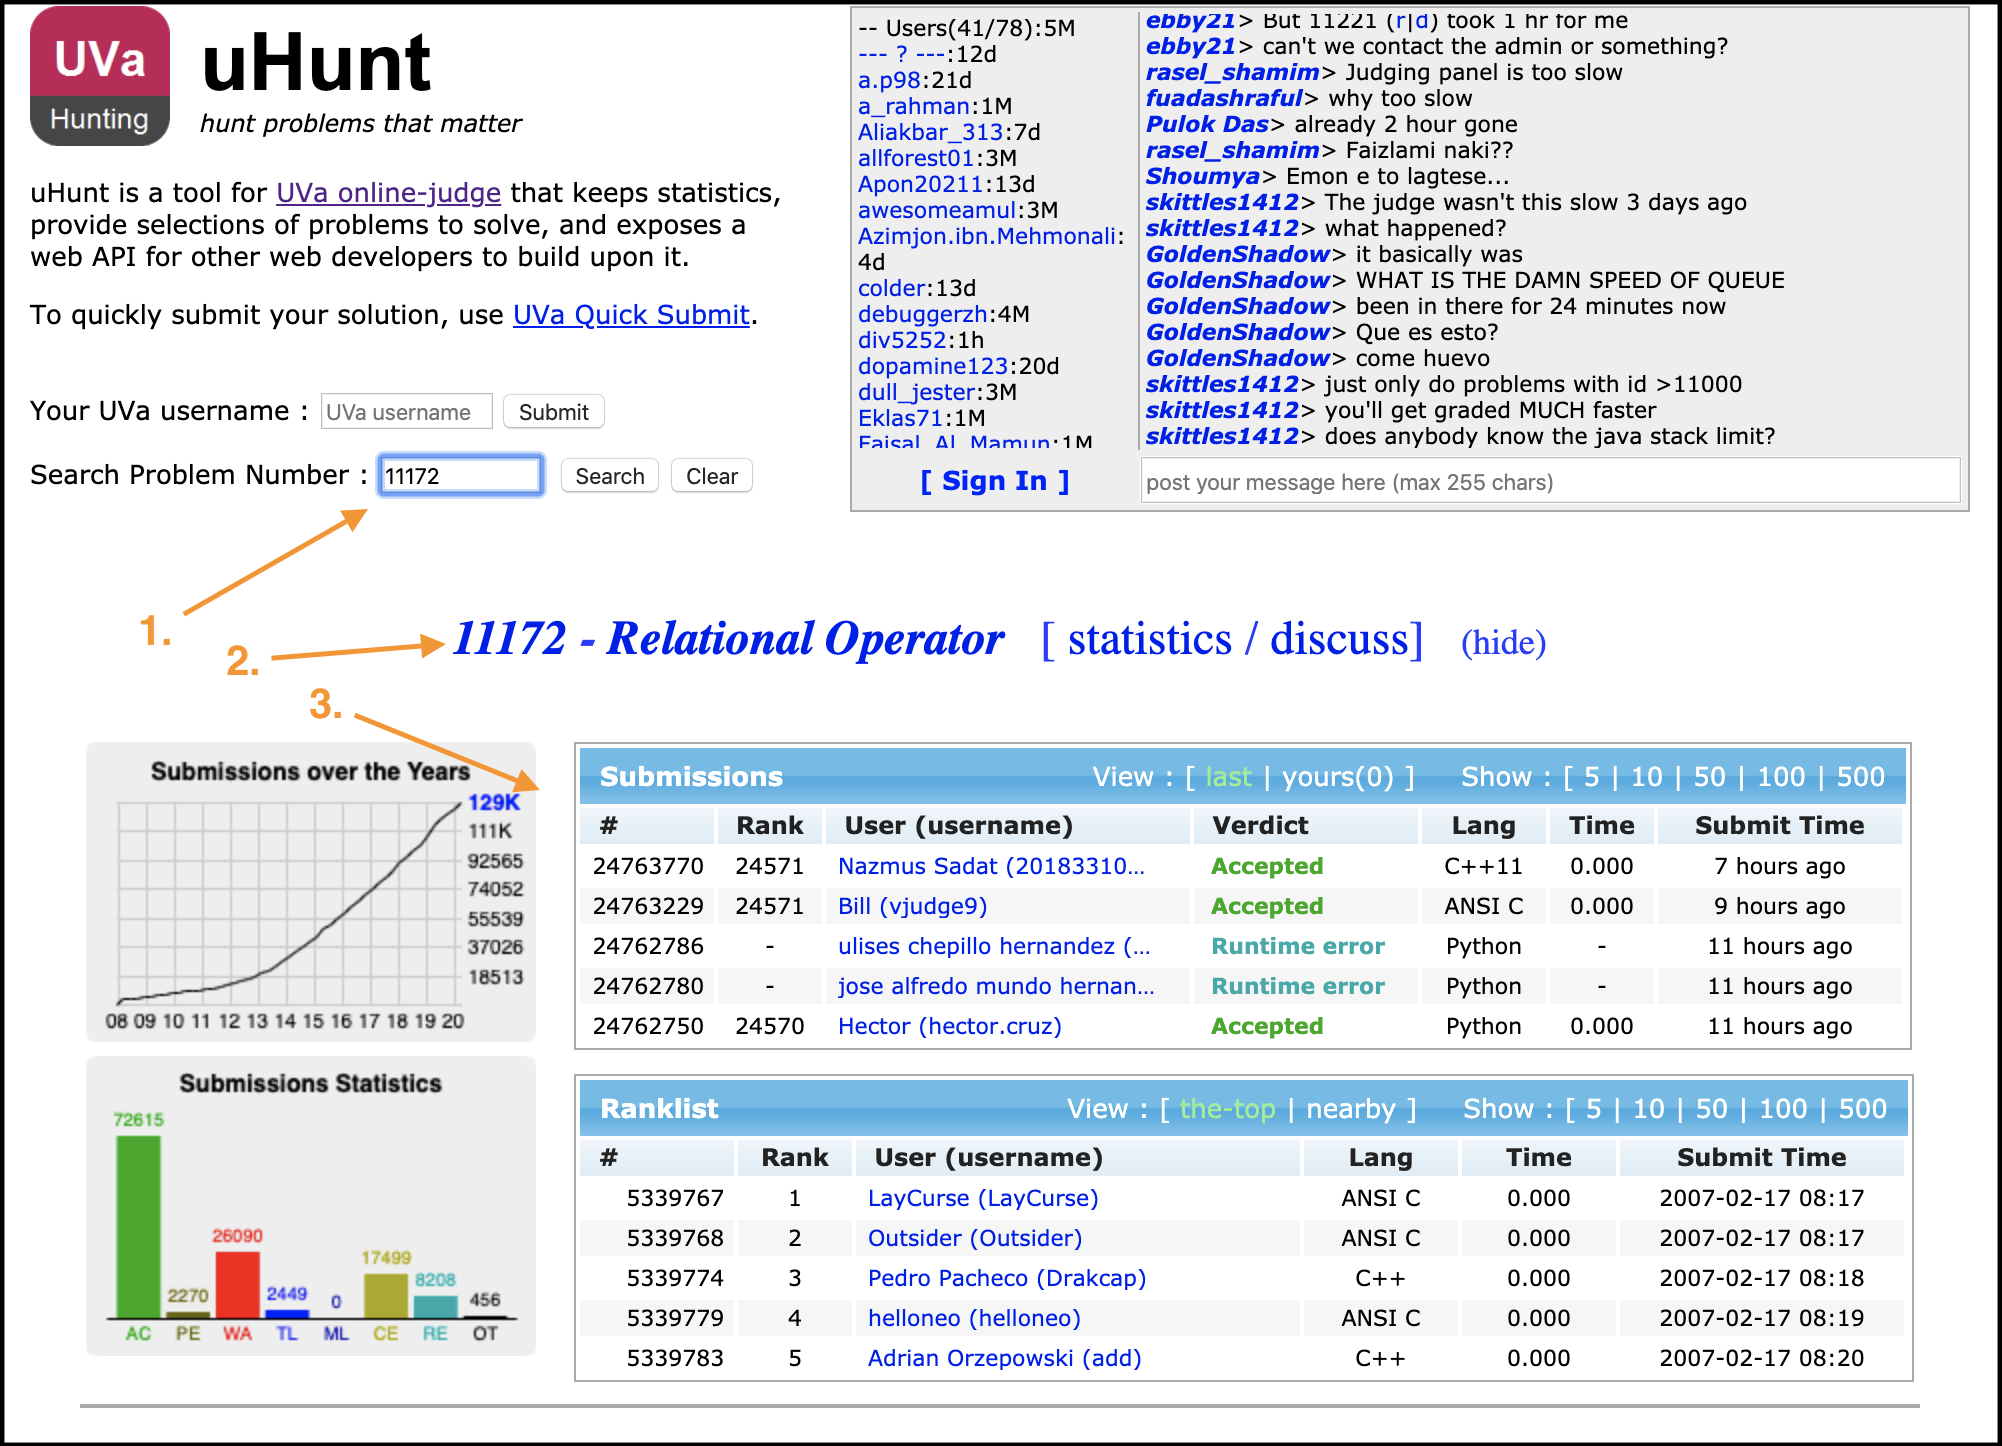 UVa
Hunting
uHunt
hunt problems that matter
uHunt is a tool for UVa online-judge that keeps statistics,
provide selections of problems to solve, and exposes a
web API for other web developers to build upon it.
To quickly submit your solution, use UVa Quick Submit.
Your UVa username : UVa username Submit
Search Problem Number : 11172 Search Clear
-- Users(41/78):5M
--- ? ---:12d
a.p98:21d
a_rahman:1M
Aliakbar_313:7d
allforest01:3M
Apon20211:13d
awesomeamul:3M
Azimjon.ibn.Mehmonali:
4d
colder:13d
debuggerzh:4M
div5252:1h
dopamine123:20d
dull_jester:3M
Eklas71:1M
Faisal_Al_Mamun:1M
[ Sign In ]
ebby21> But 11221 (r|d) took 1 hr for me
ebby21> can't we contact the admin or something?
rasel_shamim> Judging panel is too slow
fuadashraful> why too slow
Pulok Das> already 2 hour gone
rasel_shamim> Faizlami naki??
Shoumya> Emon e to lagtese...
skittles1412> The judge wasn't this slow 3 days ago
skittles1412> what happened?
GoldenShadow> it basically was
GoldenShadow> WHAT IS THE DAMN SPEED OF QUEUE
GoldenShadow> been in there for 24 minutes now
GoldenShadow> Que es esto?
GoldenShadow> come huevo
skittles1412> just only do problems with id >11000
skittles1412> you'll get graded MUCH faster
skittles1412> does anybody know the java stack limit?
post your message here (max 255 chars)
1.
2.
3.
11172 - Relational Operator [ statistics / discuss] (hide)
Submissions over the Years
129K
111K
92565
74052
55539
37026
18513
08 09 10 11 12 13 14 15 16 17 18 19 20
Submissions Statistics
72615
2270
26090
2449
0
17499
8208
456
AC PE WA TL ML CE RE OT
Submissions View : [ last | yours(0) ] Show : [ 5 | 10 | 50 | 100 | 500
# Rank User (username) Verdict Lang Time Submit Time
24763770 24571 Nazmus Sadat (20183310... Accepted C++11 0.000 7 hours ago
24763229 24571 Bill (vjudge9) Accepted ANSI C 0.000 9 hours ago
24762786 - ulises chepillo hernandez (... Runtime error Python - 11 hours ago
24762780 - jose alfredo mundo hernan... Runtime error Python - 11 hours ago
24762750 24570 Hector (hector.cruz) Accepted Python 0.000 11 hours ago
Ranklist View : [ the-top | nearby ] Show : [ 5 | 10 | 50 | 100 | 500
# Rank User (username) Lang Time Submit Time
5339767 1 LayCurse (LayCurse) ANSI C 0.000 2007-02-17 08:17
5339768 2 Outsider (Outsider) ANSI C 0.000 2007-02-17 08:17
5339774 3 Pedro Pacheco (Drakcap) C++ 0.000 2007-02-17 08:18
5339779 4 helloneo (helloneo) ANSI C 0.000 2007-02-17 08:19
5339783 5 Adrian Orzepowski (add) C++ 0.000 2007-02-17 08:20